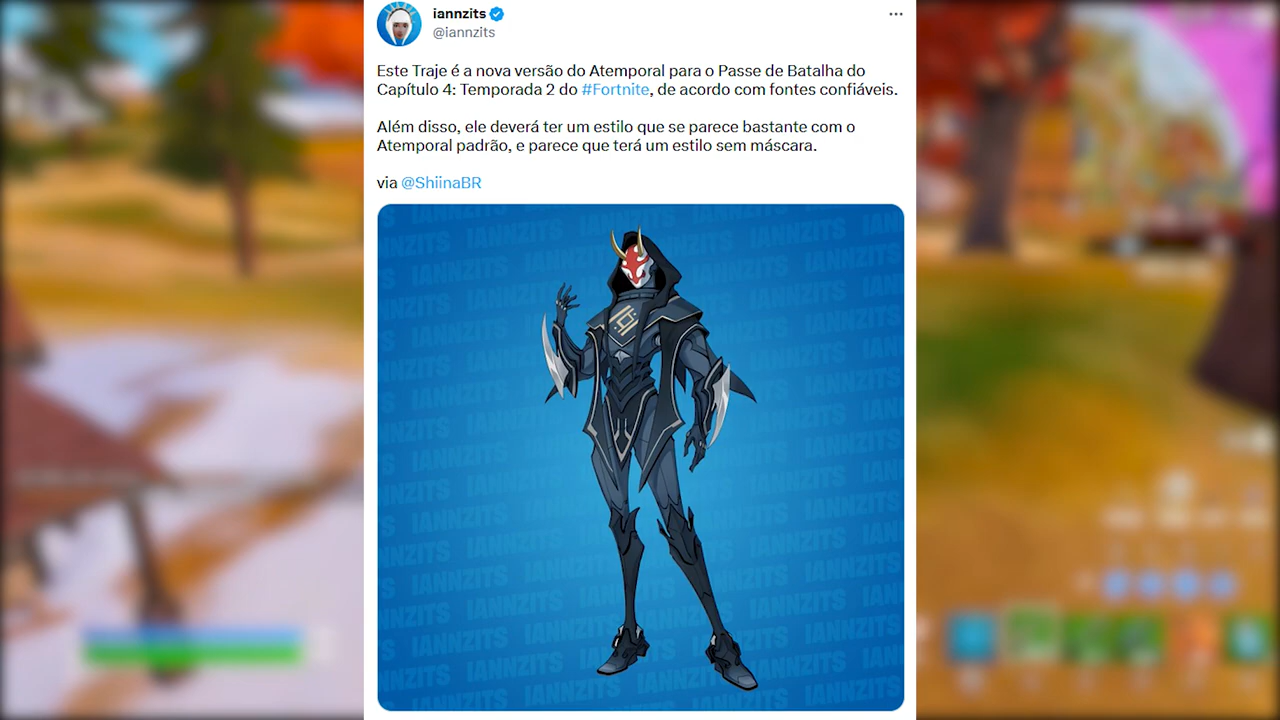 iannzits
@iannzits
Este Traje é a nova versão do Atemporal para o Passe de Batalha do
Capítulo 4: Temporada 2 do #Fortnite, de acordo com fontes confiáveis.
Além disso, ele deverá ter um estilo que se parece bastante com o
Atemporal padrão, e parece que terá um estilo sem máscara.
via @ShiinaBR
IANNZITS